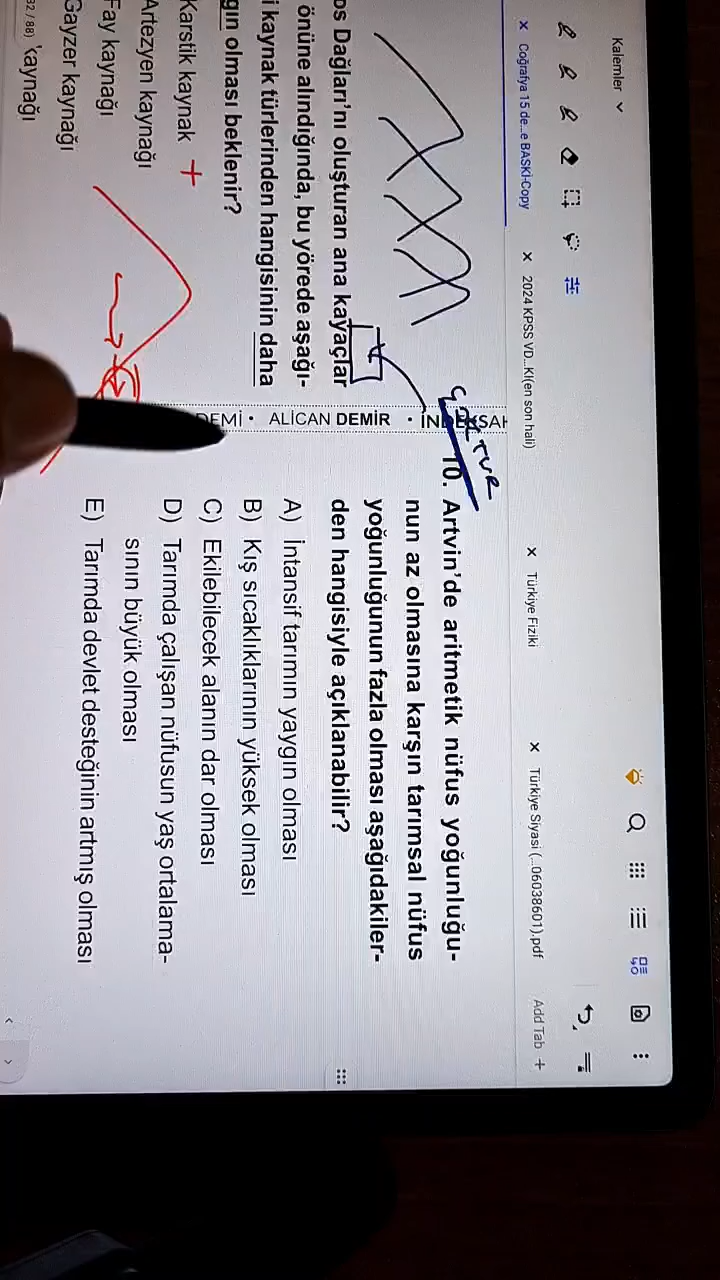 Kalemler
× Coğrafya 15 de...e BASKİ-Copy
× 2024 KPSS VD...Kİ(en son hali)
× Türkiye Fiziki
× Türkiye Siyasi (...06038601).pdf
Add Tab +
os Dağları'nı oluşturan ana kayaçlar
önüne alındığında, bu yörede aşağı-
i kaynak türlerinden hangisinin daha
gın olması beklenir?
Karstik kaynak +
Artezyen kaynağı
Fay kaynağı
Gayzer kaynağı
kaynağı
DEMİ • ALİCAN DEMİR •
10. Artvin'de aritmetik nüfus yoğunluğu-
nun az olmasına karşın tarımsal nüfus
yoğunluğunun fazla olması aşağıdakiler-
den hangisiyle açıklanabilir?
A) İntansif tarımın yaygın olması
B) Kış sıcaklıklarının yüksek olması
C) Ekilebilecek alanın dar olması
D) Tarımda çalışan nüfusun yaş ortalama-
sının büyük olması
E) Tarımda devlet desteğinin artmış olması